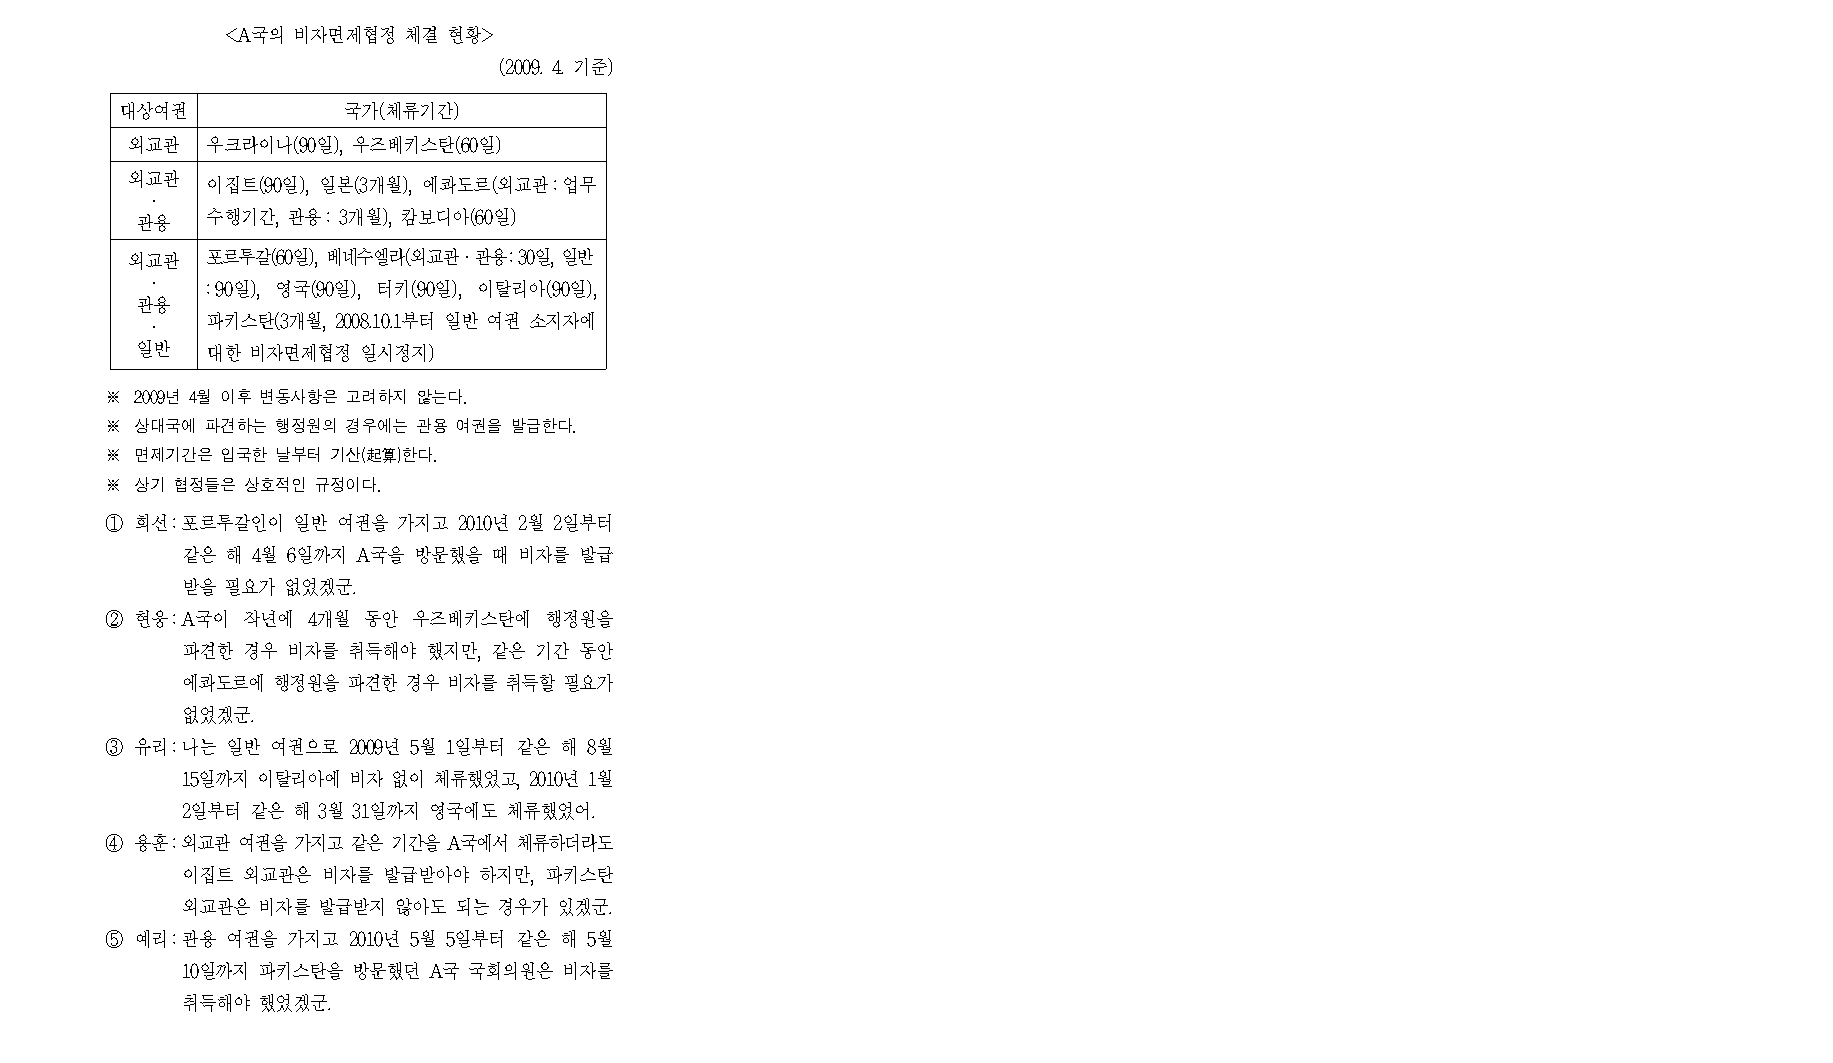 <A국의 비자면제협정 체결 현황>
(2009. 4. 기준)
대상여권 국가(체류기간)
외교관 우크라이나(90일), 우즈베키스탄(60일)
외교관
·
관용
이집트(90일), 일본(3개월), 에콰도르(외교관 : 업무
수행기간, 관용 : 3개월), 캄보디아(60일)
외교관
·
관용
·
일반
포르투갈(60일), 베네수엘라(외교관 · 관용 : 30일, 일반
: 90일), 영국(90일), 터키(90일), 이탈리아(90일),
파키스탄(3개월, 2008.10.1부터 일반 여권 소지자에
대한 비자면제협정 일시정지)
※ 2009년 4월 이후 변동사항은 고려하지 않는다.
※ 상대국에 파견하는 행정원의 경우에는 관용 여권을 발급한다.
※ 면제기간은 입국한 날부터 기산(起算)한다.
※ 상기 협정들은 상호적인 규정이다.
① 희선 : 포르투갈인이 일반 여권을 가지고 2010년 2월 2일부터
같은 해 4월 6일까지 A국을 방문했을 때 비자를 발급
받을 필요가 없었겠군.
② 현웅 : A국이 작년에 4개월 동안 우즈베키스탄에 행정원을
파견한 경우 비자를 취득해야 했지만, 같은 기간 동안
에콰도르에 행정원을 파견한 경우 비자를 취득할 필요가
없었겠군.
③ 유리 : 나는 일반 여권으로 2009년 5월 1일부터 같은 해 8월
15일까지 이탈리아에 비자 없이 체류했었고, 2010년 1월
2일부터 같은 해 3월 31일까지 영국에도 체류했었어.
④ 용훈 : 외교관 여권을 가지고 같은 기간을 A국에서 체류하더라도
이집트 외교관은 비자를 발급받아야 하지만, 파키스탄
외교관은 비자를 발급받지 않아도 되는 경우가 있겠군.
⑤ 예리 : 관용 여권을 가지고 2010년 5월 5일부터 같은 해 5월
10일까지 파키스탄을 방문했던 A국 국회의원은 비자를
취득해야 했었겠군.